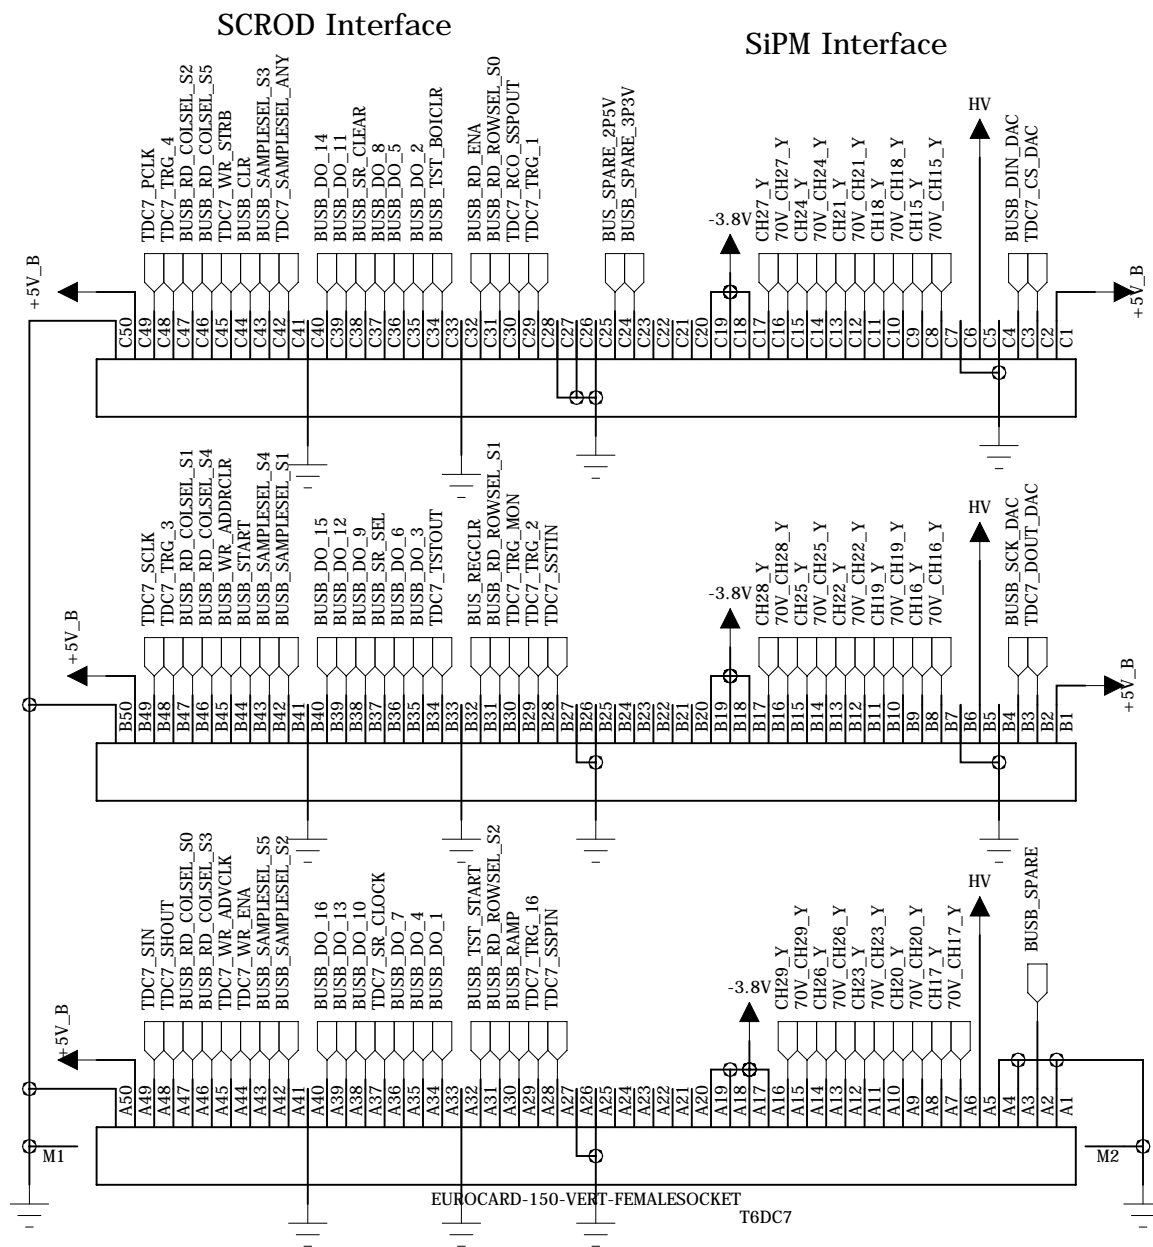 SCROD Interface
SiPM Interface
+5V_B
TDC7_PCLK
TDC7_TRG_4
BUSB_RD_COLSEL_S2
BUSB_RD_COLSEL_S5
TDC7_WR_STRB
BUSB_CLR
BUSB_SAMPLESEL_S3
TDC7_SAMPLESEL_ANY
BUSB_DO_14
BUSB_DO_11
BUSB_SR_CLEAR
BUSB_DO_8
BUSB_DO_5
BUSB_DO_2
BUSB_TST_BOICLR
BUSB_RD_ENA
BUSB_RD_ROWSEL_S0
TDC7_RCO_SSPOUT
TDC7_TRG_1
BUS_SPARE_2P5V
BUSB_SPARE_3P3V
-3.8V
CH27_Y
70V_CH27_Y
CH24_Y
70V_CH24_Y
CH21_Y
70V_CH21_Y
CH18_Y
70V_CH18_Y
CH15_Y
70V_CH15_Y
HV
BUSB_DIN_DAC
TDC7_CS_DAC
+5V_B
C50 C49 C48 C47 C46 C45 C44 C43 C42 C41 C40 C39 C38 C37 C36 C35 C34 C33 C32 C31 C30 C29 C28 C27 C26 C25 C24 C23 C22 C21 C20 C19 C18 C17 C16 C15 C14 C13 C12 C11 C10 C9 C8 C7 C6 C5 C4 C3 C2 C1
+5V_B
TDC7_SCLK
TDC7_TRG_3
BUSB_RD_COLSEL_S1
BUSB_RD_COLSEL_S4
BUSB_WR_ADDRCLR
BUSB_START
BUSB_SAMPLESEL_S4
BUSB_SAMPLESEL_S1
BUSB_DO_15
BUSB_DO_12
BUSB_DO_9
BUSB_SR_SEL
BUSB_DO_6
BUSB_DO_3
TDC7_TSTOUT
BUS_REGCLR
BUSB_RD_ROWSEL_S1
TDC7_TRG_MON
TDC7_TRG_2
TDC7_SSTIN
-3.8V
CH28_Y
70V_CH28_Y
CH25_Y
70V_CH25_Y
CH22_Y
70V_CH22_Y
CH19_Y
70V_CH19_Y
CH16_Y
70V_CH16_Y
HV
BUSB_SCK_DAC
TDC7_DOUT_DAC
+5V_B
B50 B49 B48 B47 B46 B45 B44 B43 B42 B41 B40 B39 B38 B37 B36 B35 B34 B33 B32 B31 B30 B29 B28 B27 B26 B25 B24 B23 B22 B21 B20 B19 B18 B17 B16 B15 B14 B13 B12 B11 B10 B9 B8 B7 B6 B5 B4 B3 B2 B1
+5V_B
TDC7_SIN
TDC7_SHOUT
BUSB_RD_COLSEL_S0
BUSB_RD_COLSEL_S3
TDC7_WR_ADVCLK
TDC7_WR_ENA
BUSB_SAMPLESEL_S5
BUSB_SAMPLESEL_S2
BUSB_DO_16
BUSB_DO_13
BUSB_DO_10
TDC7_SR_CLOCK
BUSB_DO_7
BUSB_DO_4
BUSB_DO_1
BUSB_TST_START
BUSB_RD_ROWSEL_S2
BUSB_RAMP
TDC7_TRG_16
TDC7_SSPIN
-3.8V
CH29_Y
70V_CH29_Y
CH26_Y
70V_CH26_Y
CH23_Y
70V_CH23_Y
CH20_Y
70V_CH20_Y
CH17_Y
70V_CH17_Y
HV
BUSB_SPARE
A50 A49 A48 A47 A46 A45 A44 A43 A42 A41 A40 A39 A38 A37 A36 A35 A34 A33 A32 A31 A30 A29 A28 A27 A26 A25 A24 A23 A22 A21 A20 A19 A18 A17 A16 A15 A14 A13 A12 A11 A10 A9 A8 A7 A6 A5 A4 A3 A2 A1
M1
M2
EUROCARD-150-VERT-FEMALESOCKET
T6DC7